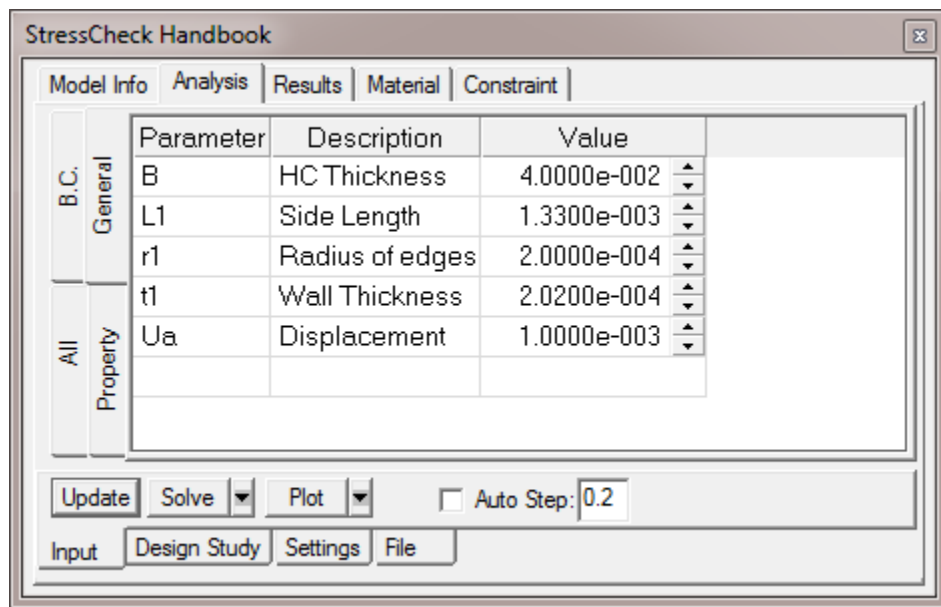 StressCheck Handbook
Model Info Analysis Results Material Constraint
B.C. General All Property
Parameter Description Value
B HC Thickness 4.0000e-002
L1 Side Length 1.3300e-003
r1 Radius of edges 2.0000e-004
t1 Wall Thickness 2.0200e-004
Ua Displacement 1.0000e-003
Update Solve Plot Auto Step: 0.2
Input Design Study Settings File